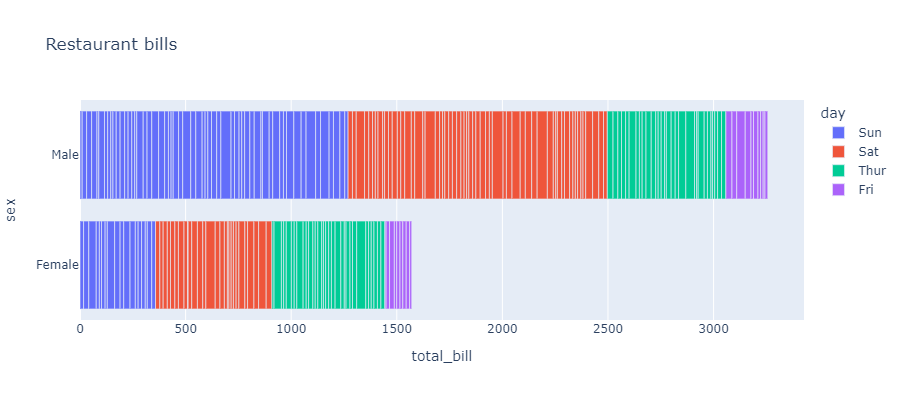 Restaurant bills
day
Sun
Sat
Thur
Fri
sex
Male
Female
0 500 1000 1500 2000 2500 3000
total_bill